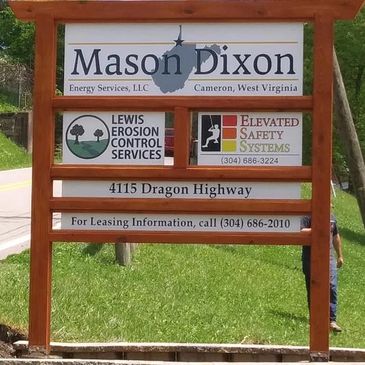 Mason Dixon
Energy Services, LLC Cameron, West Virginia
LEWIS
EROSION
CONTROL
SERVICES
ELEVATED
SAFETY
SYSTEMS
(304) 686-3224
4115 Dragon Highway
For Leasing Information, call (304) 686-2010